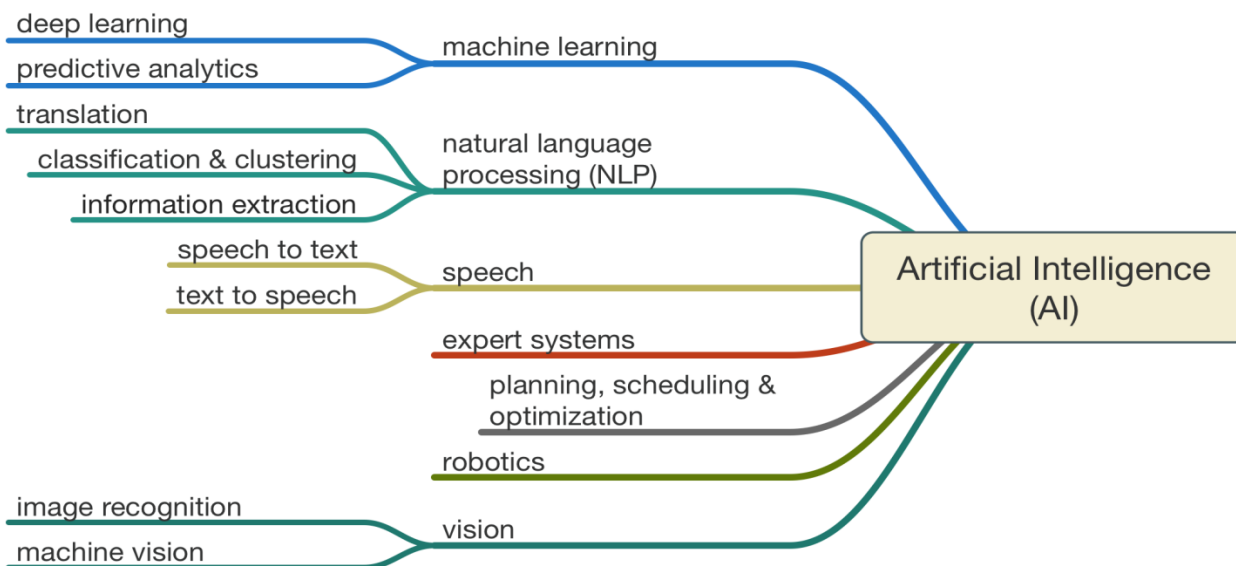 deep learning
machine learning
predictive analytics
translation
natural language
processing (NLP)
classification & clustering
information extraction
speech to text
speech
text to speech
Artificial Intelligence
(AI)
expert systems
planning, scheduling &
optimization
robotics
image recognition
vision
machine vision